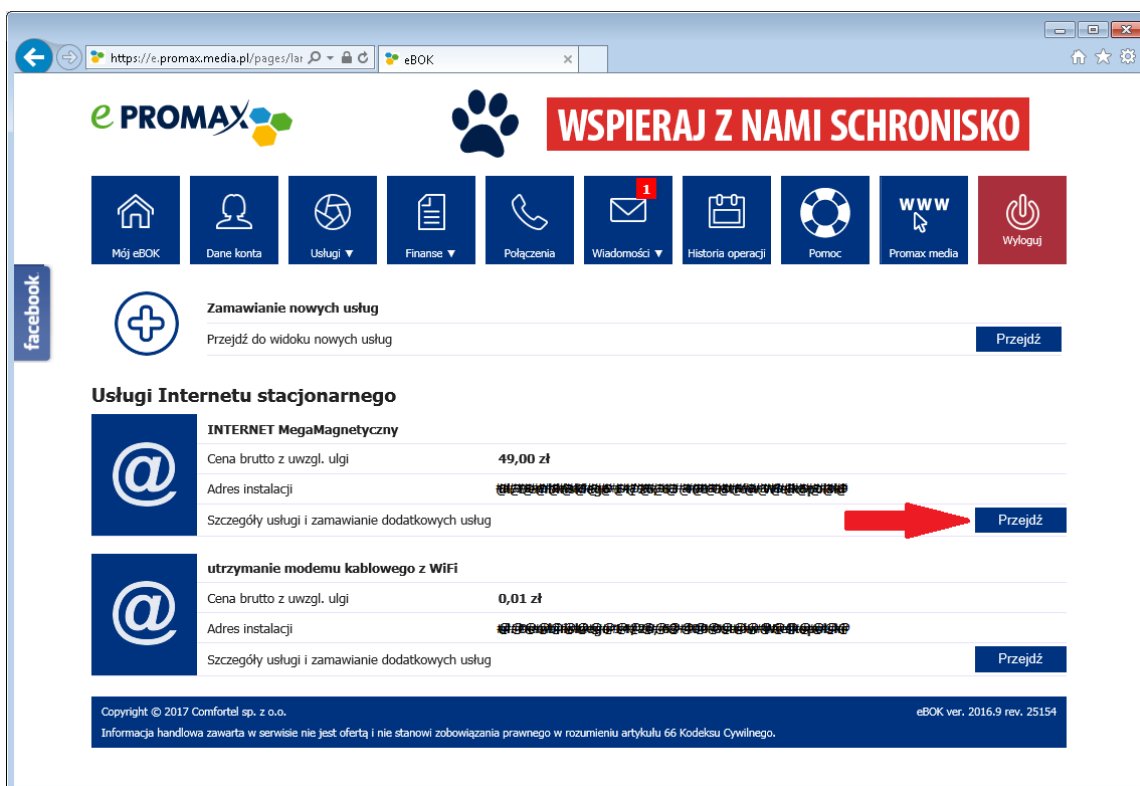 https://e.promax.media.pl/pages/lar
eBOK
e PROMAX
WSPIERAJ Z NAMI SCHRONISKO
1
www
Mój eBOK Dane konta Usługi ▼ Finanse ▼ Połączenia Wiadomości ▼ Historia operacji Pomoc Promax media Wyloguj
facebook
Zamawianie nowych usług
Przejdź do widoku nowych usług Przejdź
Usługi Internetu stacjonarnego
@
INTERNET MegaMagnetyczny
Cena brutto z uwzgl. ulgi 49,00 zł
Adres instalacji
Szczegóły usługi i zamawianie dodatkowych usług Przejdź
@
utrzymanie modemu kablowego z WiFi
Cena brutto z uwzgl. ulgi 0,01 zł
Adres instalacji
Szczegóły usługi i zamawianie dodatkowych usług Przejdź
Copyright © 2017 Comfortel sp. z o.o. eBOK ver. 2016.9 rev. 25154
Informacja handlowa zawarta w serwisie nie jest ofertą i nie stanowi zobowiązania prawnego w rozumieniu artykułu 66 Kodeksu Cywilnego.